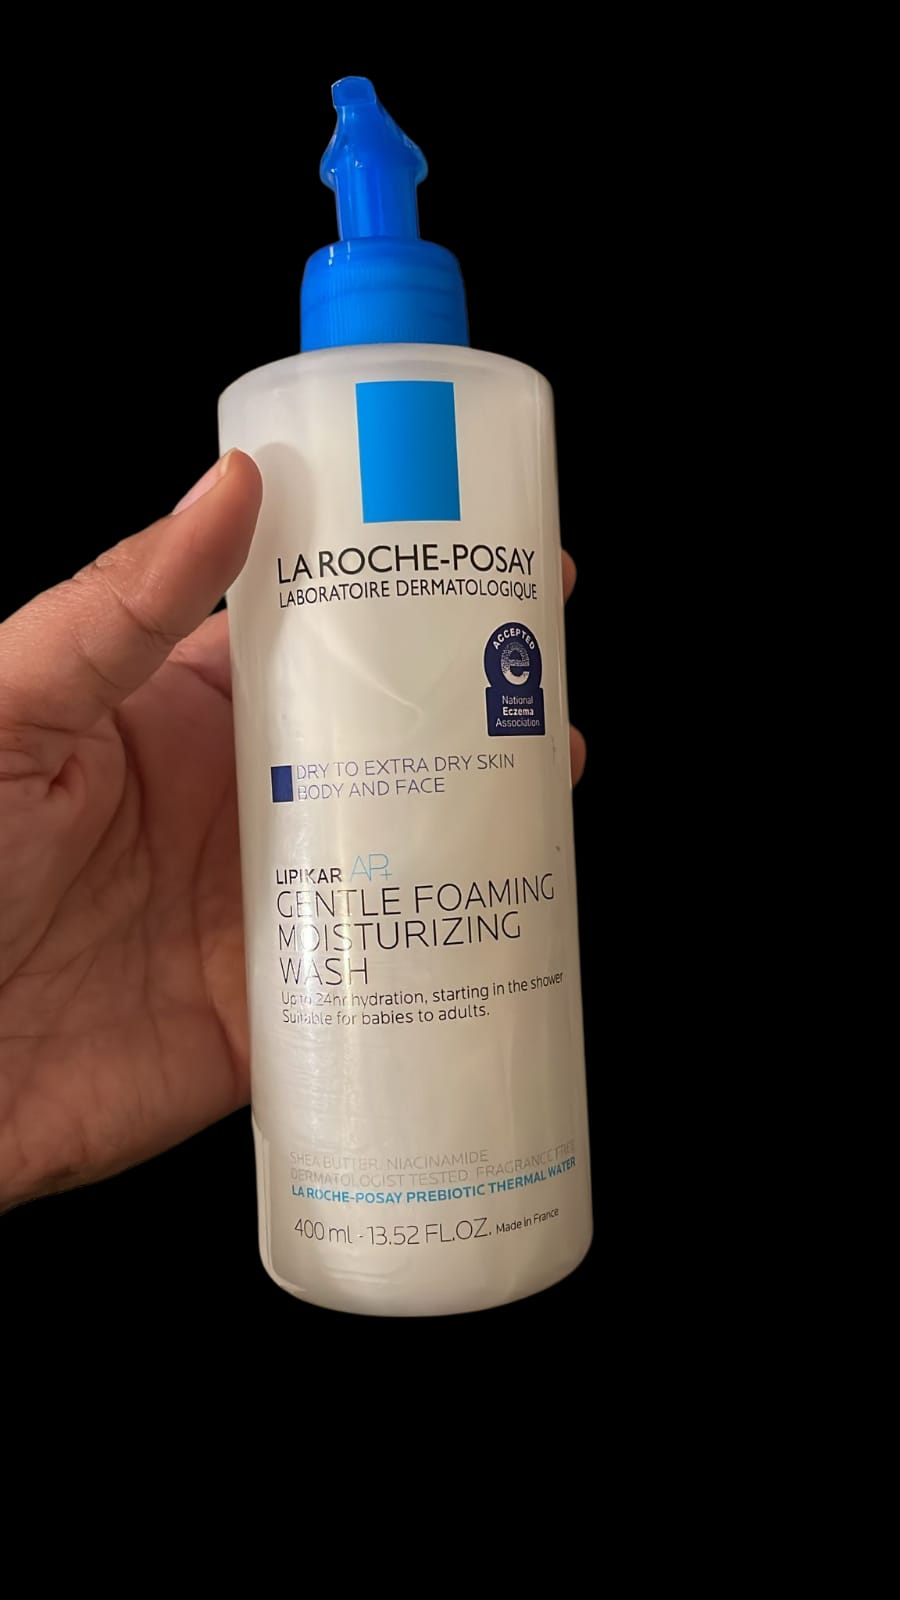 LA ROCHE-POSAY
LABORATOIRE DERMATOLOGIQUE
ACCEPTED
e
National
Eczema
Association
DRY TO EXTRA DRY SKIN
BODY AND FACE
LIPIKAR AP+
GENTLE FOAMING
MOISTURIZING
WASH
Up to 24hr hydration, starting in the shower
Suitable for babies to adults.
SHEA BUTTER, NIACINAMIDE
DERMATOLOGIST TESTED. FRAGRANCE FREE
LA ROCHE-POSAY PREBIOTIC THERMAL WATER
400 ml - 13.52 FL.OZ. Made in France